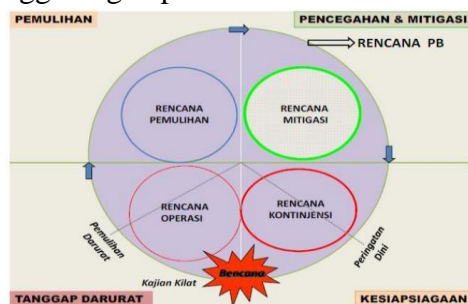 PEMULIHAN
PENCEGAHAN & MITIGASI
RENCANA PB
RENCANA
PEMULIHAN
RENCANA
MITIGASI
RENCANA
OPERASI
RENCANA
KONTINJENSI
Pemulihan
Darurat
Peringatan
Dini
Bencana
Kajian Kilat
TANGGAP DARURAT
KESIAPSIAGAAN